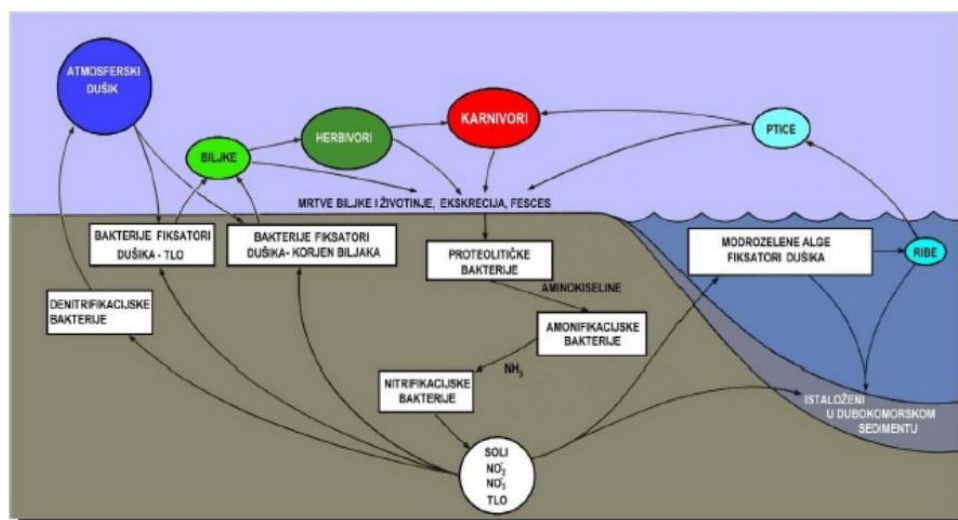 ATMOSFERSKI
DUŠIK
BILJKE
HERBIVORI
KARNIVORI
PTICE
MRTVE BILJKE I ŽIVOTINJE, EKSKRECIJA, FESCES
BAKTERIJE FIKSATORI
DUŠIKA - TLO
BAKTERIJE FIKSATORI
DUŠIKA- KORJEN BILJAKA
PROTEOLITIČKE
BAKTERIJE
MODROZELENE ALGE
FIKSATORI DUŠIKA
RIBE
DENITRIFIKACIJSKE
BAKTERIJE
AMINOKISELINE
AMONIFIKACIJSKE
BAKTERIJE
NH₃
NITRIFIKACIJSKE
BAKTERIJE
ISTALOŽENI
U DUBOKOMORSKOM
SEDIMENTU
SOLI
NO₂⁻
NO₃⁻
TLO